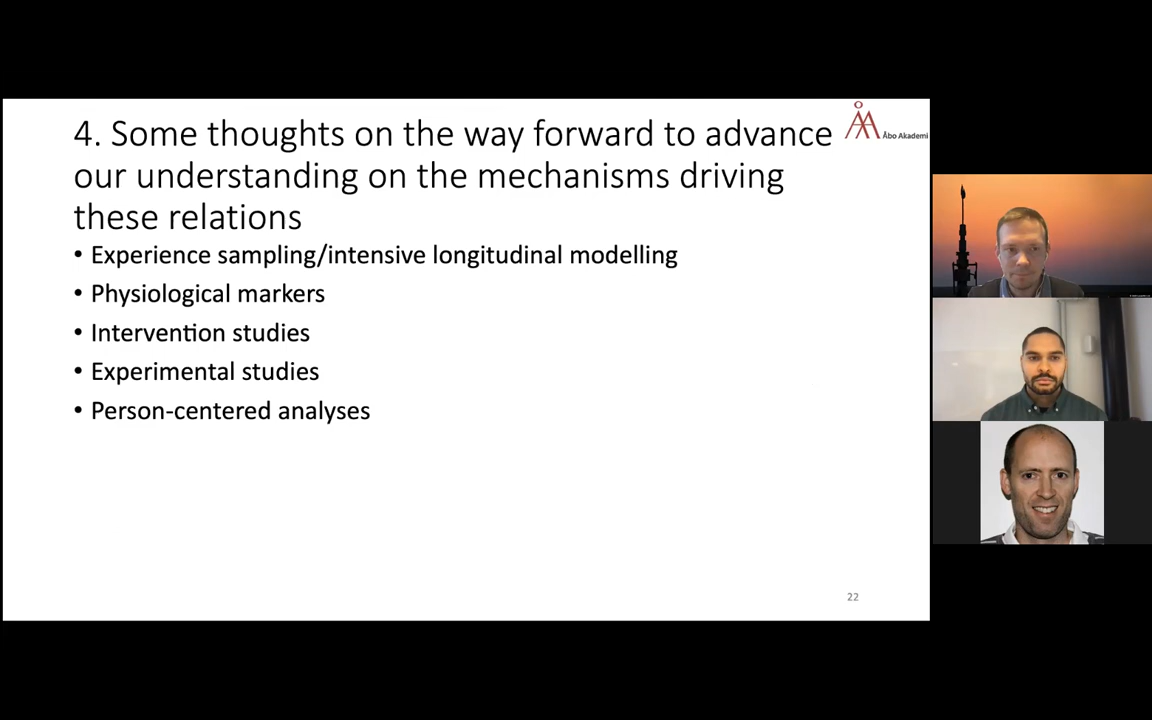 4. Some thoughts on the way forward to advance
our understanding on the mechanisms driving
these relations
• Experience sampling/intensive longitudinal modelling
• Physiological markers
• Intervention studies
• Experimental studies
• Person-centered analyses
Åbo Akademi
22